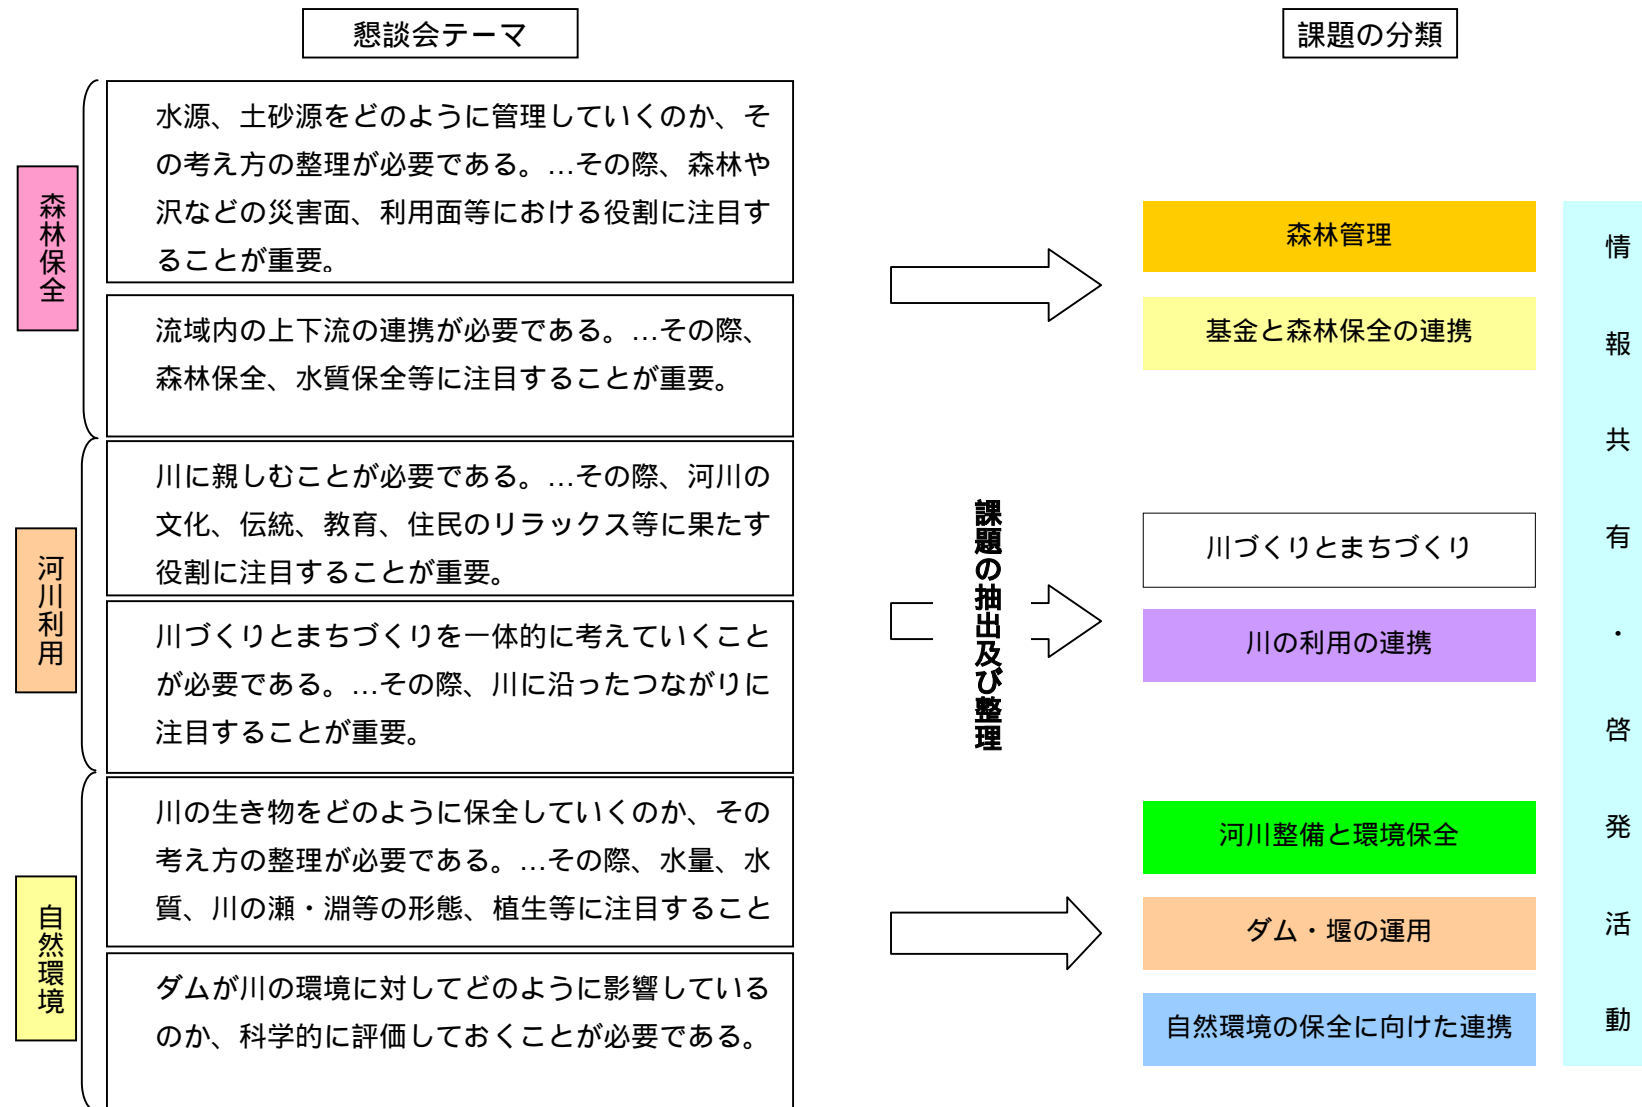 懇談会テーマ
課題の分類
森林保全
水源、土砂源をどのように管理していくのか、そ
の考え方の整理が必要である。…その際、森林や
沢などの災害面、利用面等における役割に注目す
ることが重要。
流域内の上下流の連携が必要である。…その際、
森林保全、水質保全等に注目することが重要。
河川利用
川に親しむことが必要である。…その際、河川の
文化、伝統、教育、住民のリラックス等に果たす
役割に注目することが重要。
川づくりとまちづくりを一体的に考えていくこと
が必要である。…その際、川に沿ったつながりに
注目することが重要。
自然環境
川の生き物をどのように保全していくのか、その
考え方の整理が必要である。…その際、水量、水
質、川の瀬・淵等の形態、植生等に注目すること
ダムが川の環境に対してどのように影響している
のか、科学的に評価しておくことが必要である。
課題の抽出及び整理
森林管理
基金と森林保全の連携
川づくりとまちづくり
川の利用の連携
河川整備と環境保全
ダム・堰の運用
自然環境の保全に向けた連携
情報共有・啓発活動